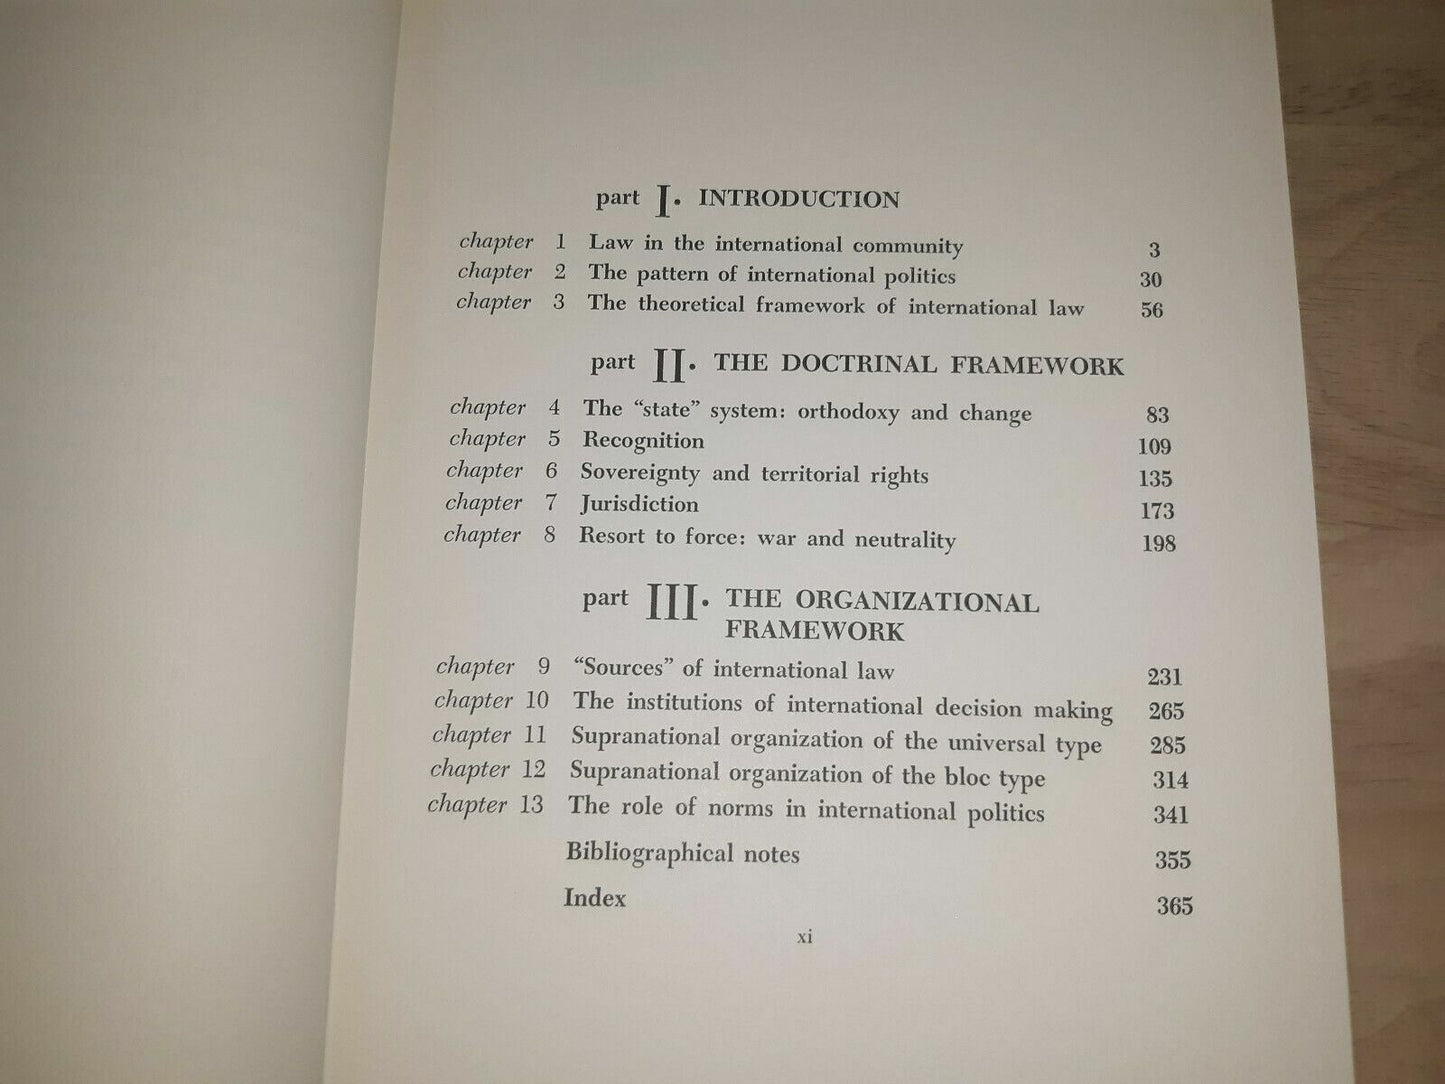 part I. INTRODUCTION
chapter 1 Law in the international community 3
chapter 2 The pattern of international politics 30
chapter 3 The theoretical framework of international law 56
part II. THE DOCTRINAL FRAMEWORK
chapter 4 The “state” system: orthodoxy and change 83
chapter 5 Recognition 109
chapter 6 Sovereignty and territorial rights 135
chapter 7 Jurisdiction 173
chapter 8 Resort to force: war and neutrality 198
part III. THE ORGANIZATIONAL
FRAMEWORK
chapter 9 “Sources” of international law 231
chapter 10 The institutions of international decision making 265
chapter 11 Supranational organization of the universal type 285
chapter 12 Supranational organization of the bloc type 314
chapter 13 The role of norms in international politics 341
Bibliographical notes 355
Index 365
xi